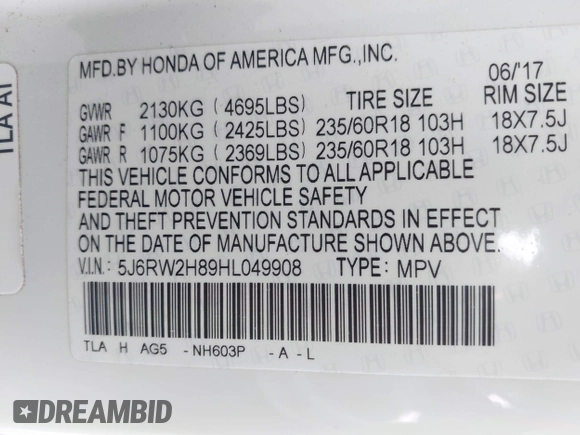 TLA A1
MFD.BY HONDA OF AMERICA MFG.,INC.
06/'17
GVWR 2130KG (4695LBS) TIRE SIZE RIM SIZE
GAWR F 1100KG (2425LBS) 235/60R18 103H 18X7.5J
GAWR R 1075KG (2369LBS) 235/60R18 103H 18X7.5J
THIS VEHICLE CONFORMS TO ALL APPLICABLE
FEDERAL MOTOR VEHICLE SAFETY
AND THEFT PREVENTION STANDARDS IN EFFECT
ON THE DATE OF MANUFACTURE SHOWN ABOVE.
V.I.N: 5J6RW2H89HL049908 TYPE: MPV
TLA H AG5 -NH603P -A-L
DREAMBID